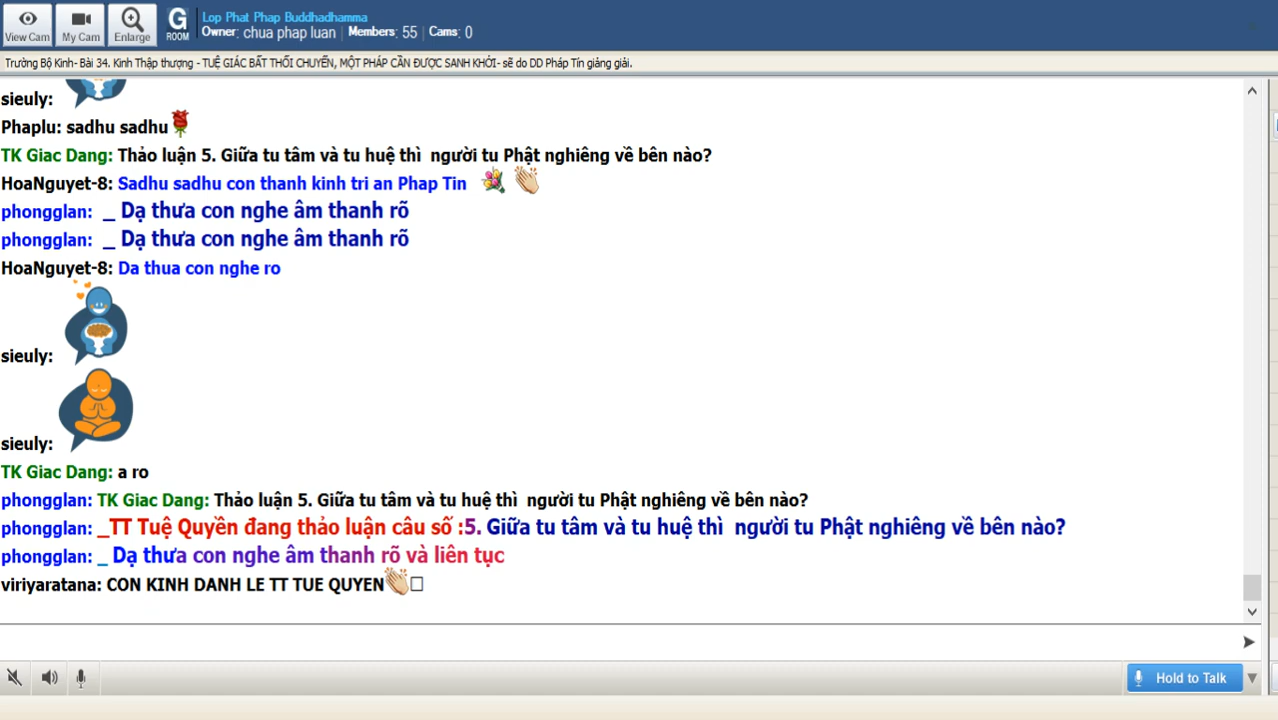 View Cam
My Cam
Enlarge
G
ROOM
Lop Phat Phap Buddhadhamma
Owner: chua phap luan | Members: 55 | Cams: 0
Trường Bộ Kinh- Bài 34. Kinh Thập thượng - TUỆ GIÁC BẤT THỐI CHUYỂN, MỘT PHÁP CẦN ĐƯỢC SANH KHỞI- sẽ do DD Pháp Tín giảng giải.
sieuly:
Phaplu: sadhu sadhu
TK Giac Dang: Thảo luận 5. Giữa tu tâm và tu huệ thì người tu Phật nghiêng về bên nào?
HoaNguyet-8: Sadhu sadhu con thanh kinh tri an Phap Tin
phongglan: _ Dạ thưa con nghe âm thanh rõ
phongglan: _ Dạ thưa con nghe âm thanh rõ
HoaNguyet-8: Da thua con nghe ro
sieuly:
sieuly:
TK Giac Dang: a ro
phongglan: TK Giac Dang: Thảo luận 5. Giữa tu tâm và tu huệ thì người tu Phật nghiêng về bên nào?
phongglan: _TT Tuệ Quyền đang thảo luận câu số :5. Giữa tu tâm và tu huệ thì người tu Phật nghiêng về bên nào?
phongglan: _ Dạ thưa con nghe âm thanh rõ và liên tục
viriyaratana: CON KINH DANH LE TT TUE QUYEN
Hold to Talk